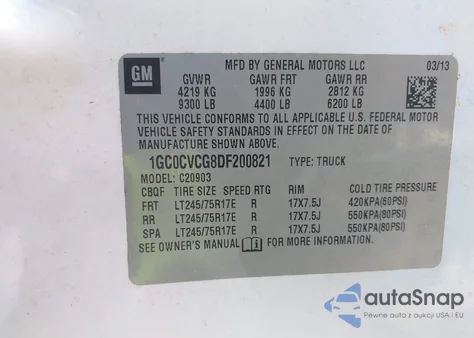 GM
MFD BY GENERAL MOTORS LLC 03/13
GVWR GAWR FRT GAWR RR
4219 KG 1996 KG 2812 KG
9300 LB 4400 LB 6200 LB
THIS VEHICLE CONFORMS TO ALL APPLICABLE U.S. FEDERAL MOTOR
VEHICLE SAFETY STANDARDS IN EFFECT ON THE DATE OF
MANUFACTURE SHOWN ABOVE.
1GC0CVCG8DF200821 TYPE: TRUCK
MODEL: C20903
CBQF TIRE SIZE SPEED RTG RIM COLD TIRE PRESSURE
FRT LT245/75R17E R 17X7.5J 420KPA(60PSI)
RR LT245/75R17E R 17X7.5J 550KPA(80PSI)
SPA LT245/75R17E R 17X7.5J 550KPA(80PSI)
SEE OWNER'S MANUAL FOR MORE INFORMATION.
autoSnap
Pewne auta z USA i EU